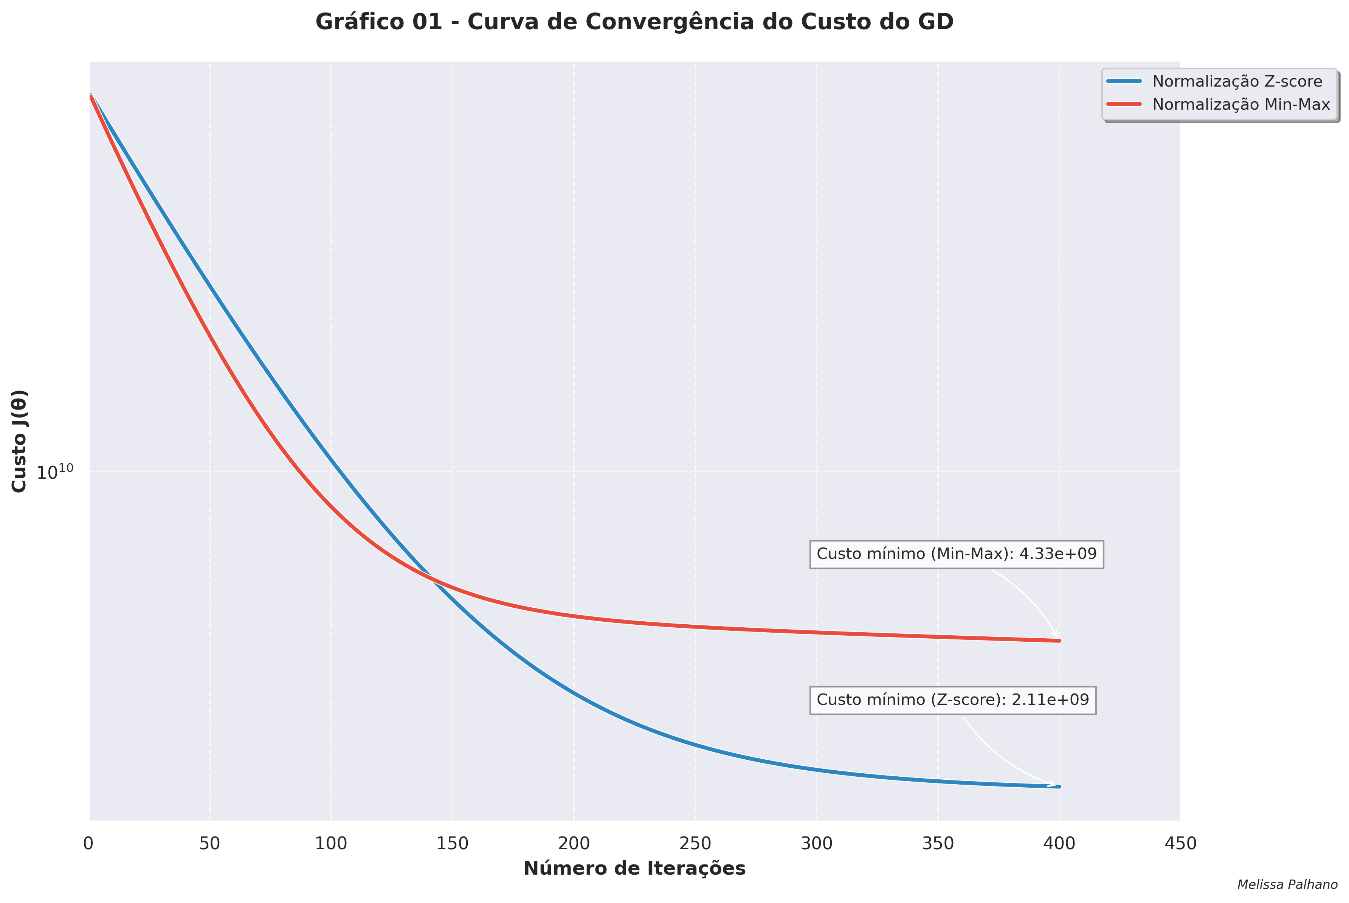 Gráfico 01 - Curva de Convergência do Custo do GD
Normalização Z-score
Normalização Min-Max
Custo J(θ)
10¹⁰
Custo mínimo (Min-Max): 4.33e+09
Custo mínimo (Z-score): 2.11e+09
0 50 100 150 200 250 300 350 400 450
Número de Iterações
Melissa Palhano